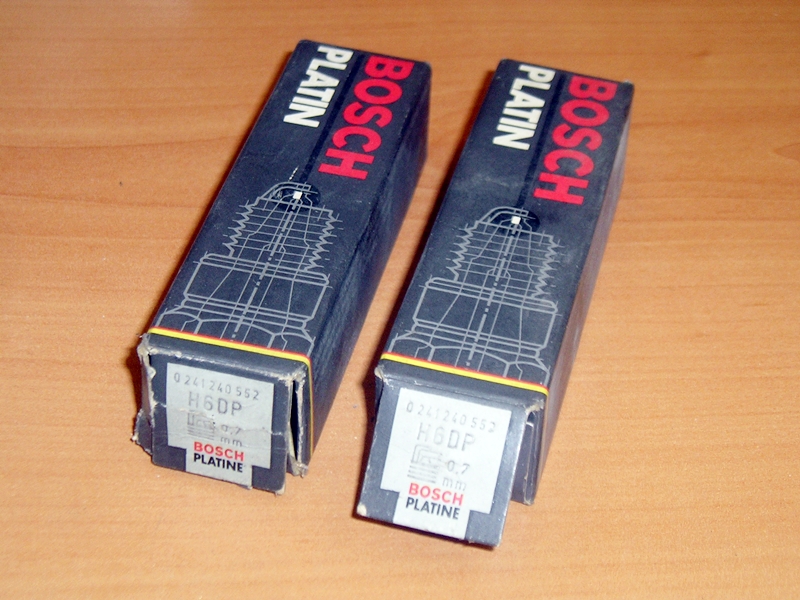 BOSCH
PLATIN
0 241 240 552
H6DP
0,7
mm
BOSCH
PLATINE
BOSCH
PLATIN
0 241 240 552
H6DP
0,7
mm
BOSCH
PLATINE